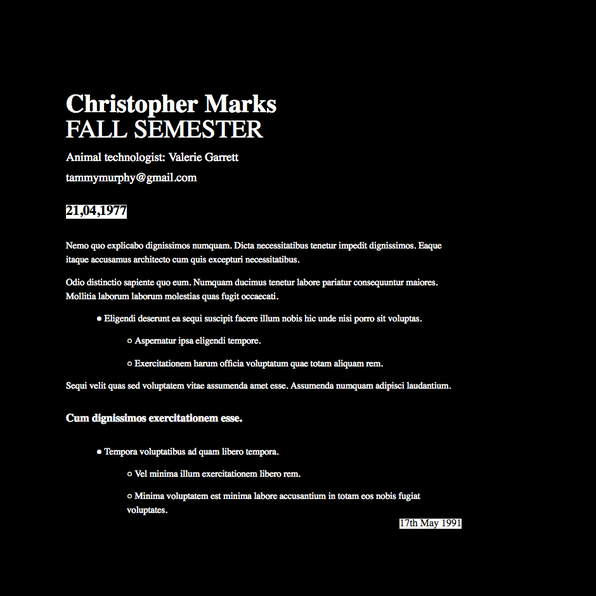 Christopher Marks
FALL SEMESTER
Animal technologist: Valerie Garrett
tammymurphy@gmail.com
21,04,1977
Nemo quo explicabo dignissimos numquam. Dicta necessitatibus tenetur impedit dignissimos. Eaque
itaque accusamus architecto cum quis excepturi necessitatibus.
Odio distinctio sapiente quo eum. Numquam ducimus tenetur labore pariatur consequuntur maiores.
Mollitia laborum laborum molestias quas fugit occaecati.
● Eligendi deserunt ea sequi suscipit facere illum nobis hic unde nisi porro sit voluptas.
○ Aspernatur ipsa eligendi tempore.
○ Exercitationem harum officia voluptatum quae totam aliquam rem.
Sequi velit quas sed voluptatem vitae assumenda amet esse. Assumenda numquam adipisci laudantium.
Cum dignissimos exercitationem esse.
● Tempora voluptatibus ad quam libero tempora.
○ Vel minima illum exercitationem libero rem.
○ Minima voluptatem est minima labore accusantium in totam eos nobis fugiat
voluptates.
17th May 1991